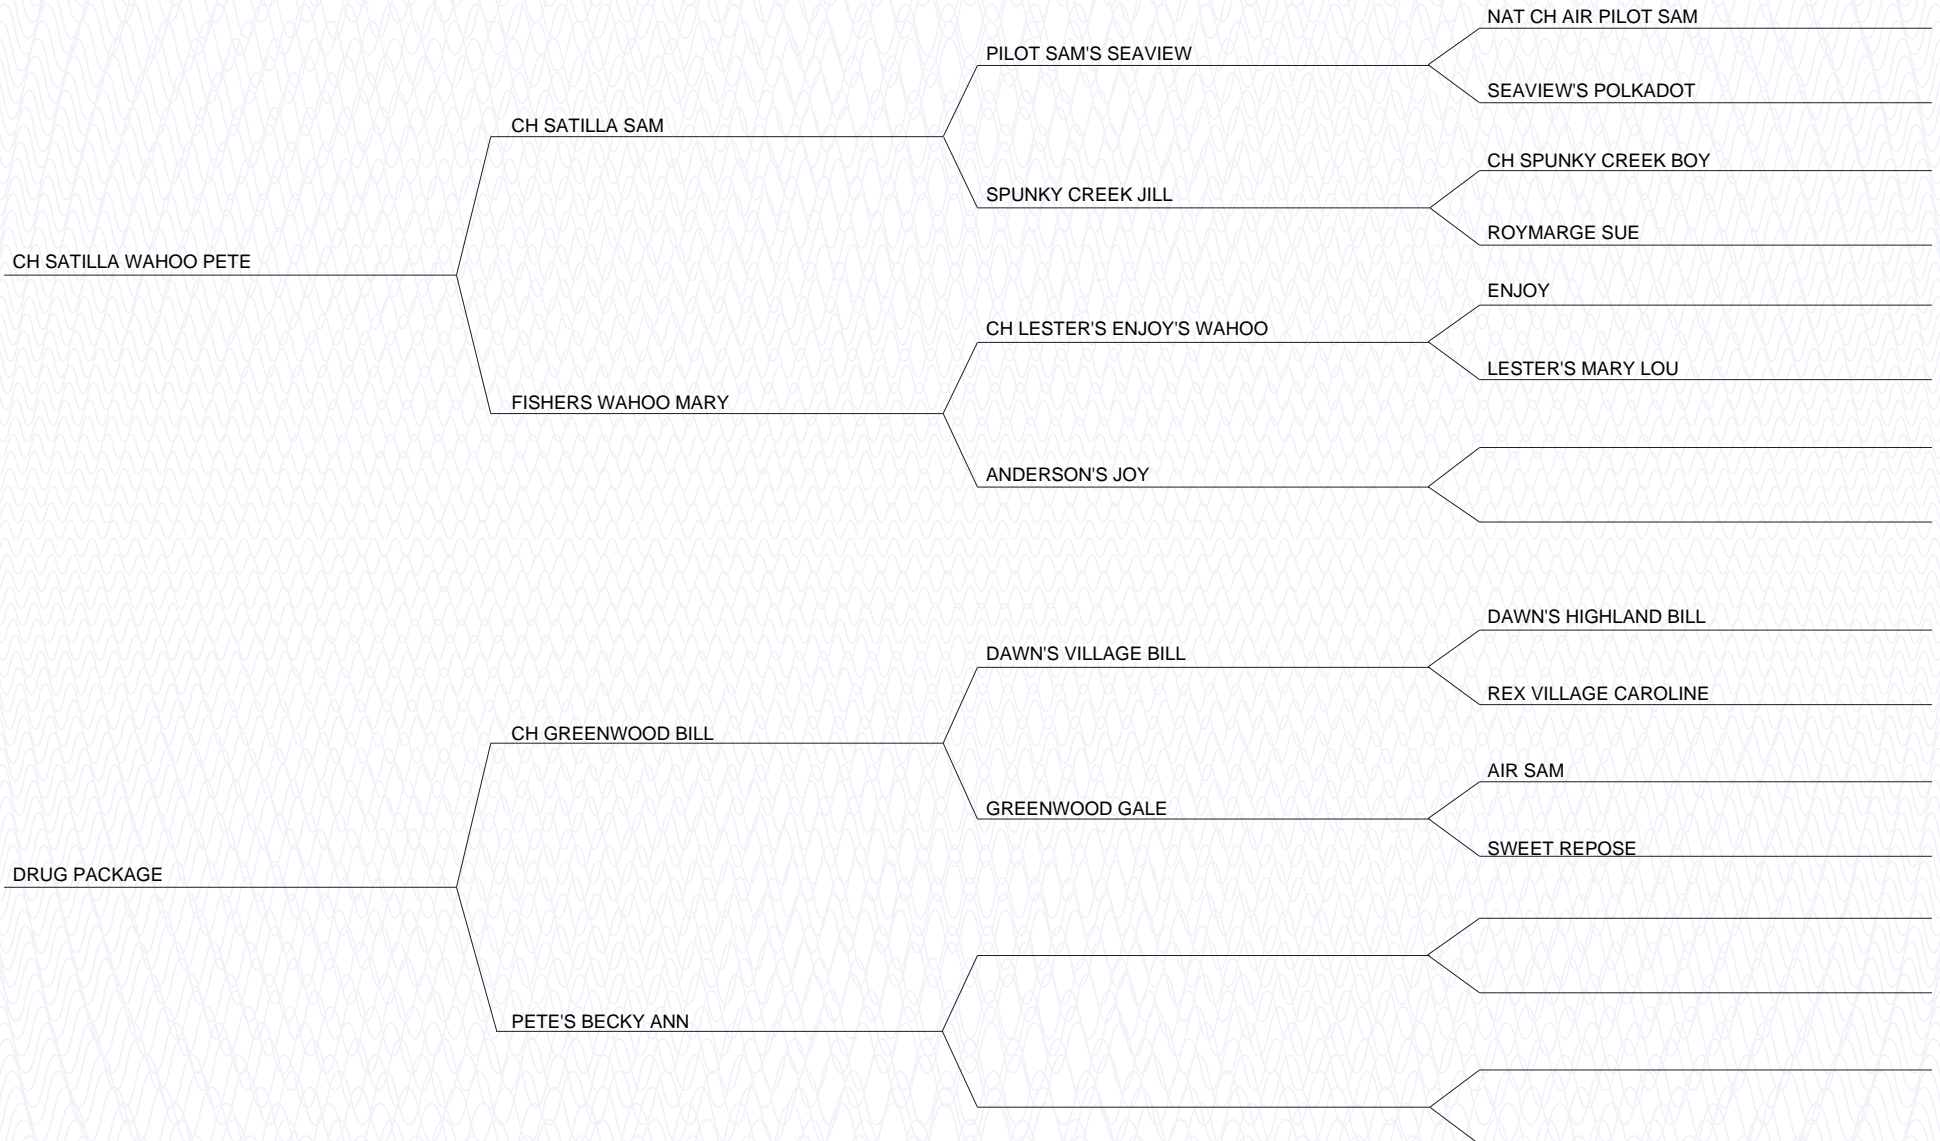 NAT CH AIR PILOT SAM
PILOT SAM'S SEAVIEW
SEAVIEW'S POLKADOT
CH SATILLA SAM
CH SPUNKY CREEK BOY
SPUNKY CREEK JILL
ROYMARGE SUE
CH SATILLA WAHOO PETE
ENJOY
CH LESTER'S ENJOY'S WAHOO
LESTER'S MARY LOU
FISHERS WAHOO MARY
ANDERSON'S JOY
DAWN'S HIGHLAND BILL
DAWN'S VILLAGE BILL
REX VILLAGE CAROLINE
CH GREENWOOD BILL
AIR SAM
GREENWOOD GALE
SWEET REPOSE
DRUG PACKAGE
PETE'S BECKY ANN